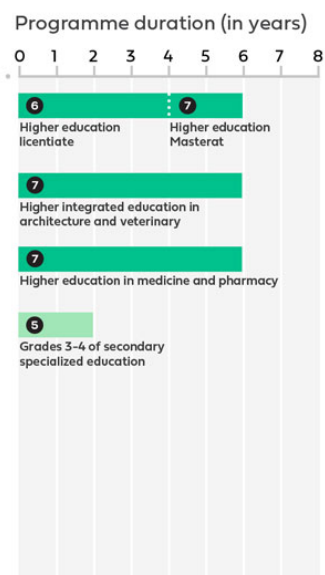 Programme duration (in years)
0 1 2 3 4 5 6 7 8
6 7
Higher education
licentiate
Higher education
Masterat
7
Higher integrated education in
architecture and veterinary
7
Higher education in medicine and pharmacy
5
Grades 3-4 of secondary
specialized education